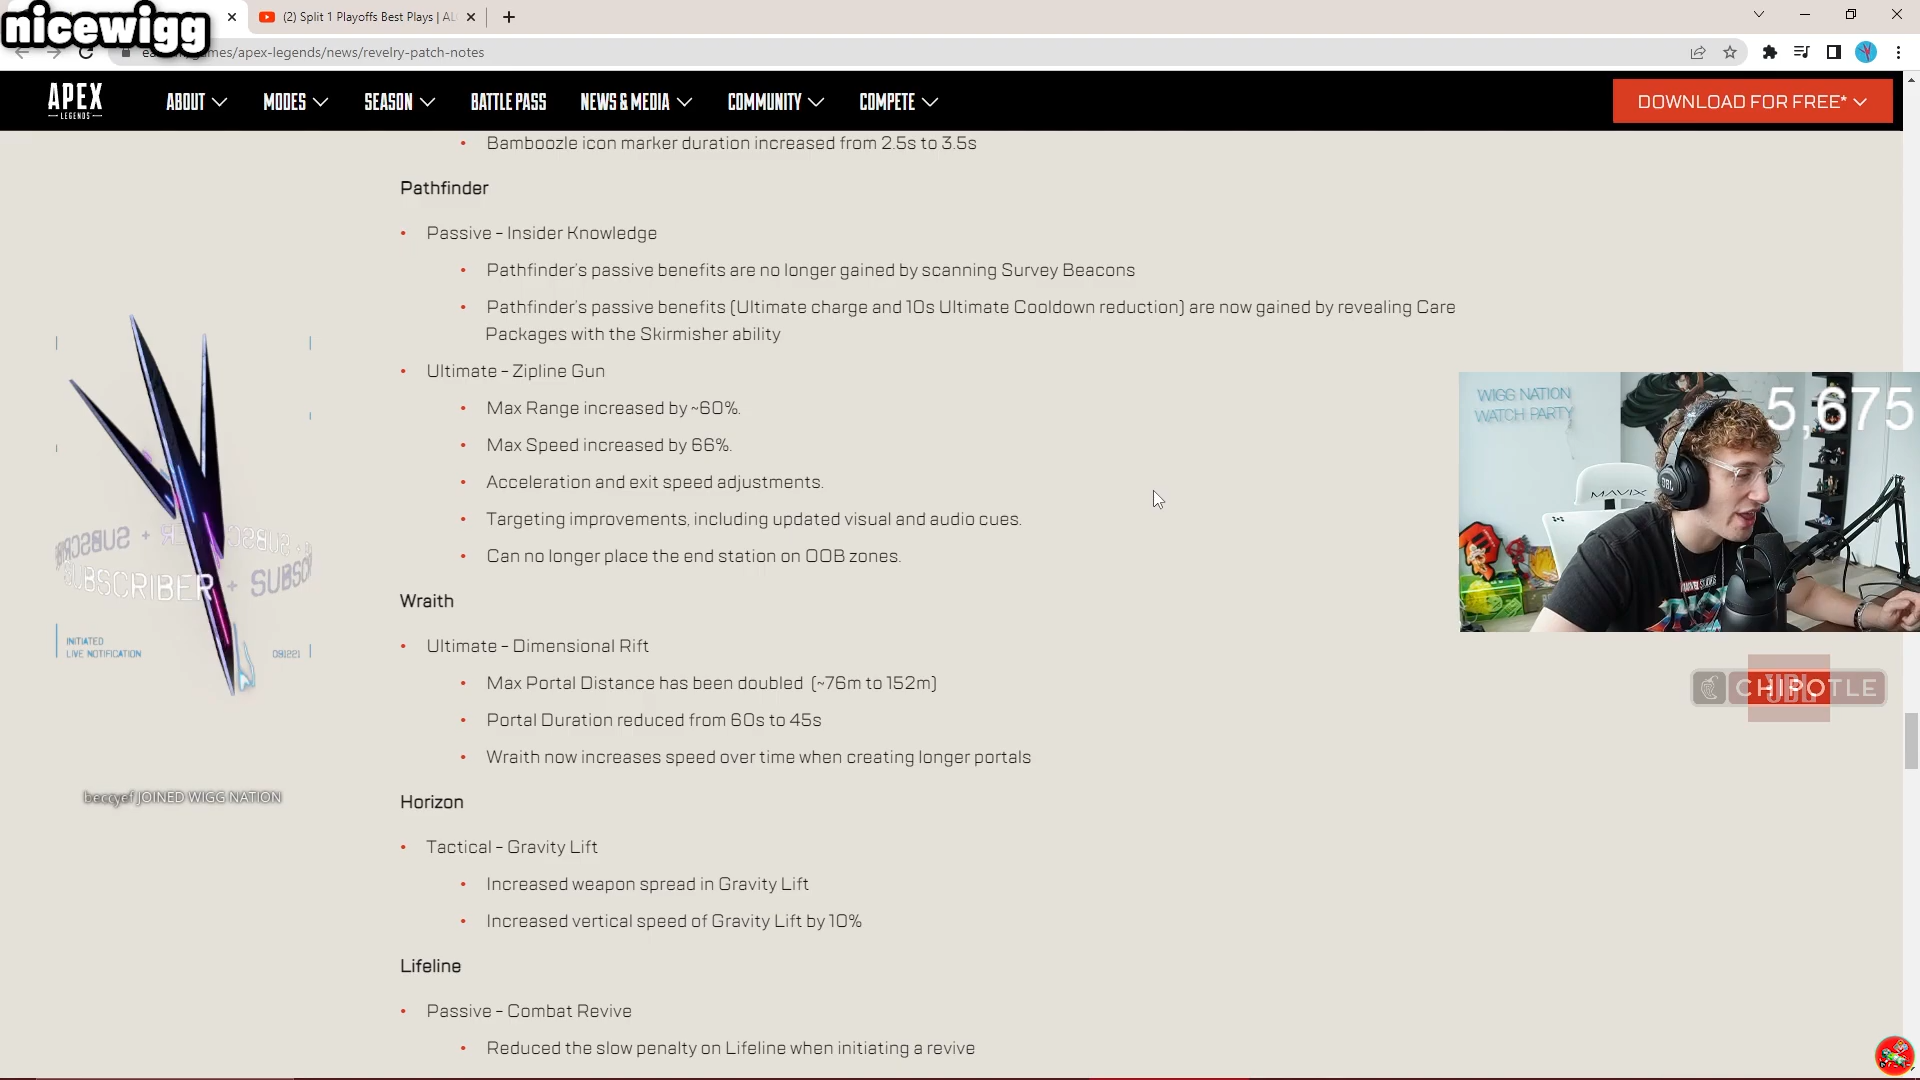 nicewigg
(2) Split 1 Playoffs Best Plays | AL
mes/apex-legends/news/revelry-patch-notes
APEX
LEGENDS
ABOUT MODES SEASON BATTLE PASS NEWS & MEDIA COMMUNITY COMPETE
DOWNLOAD FOR FREE*
• Bamboozle icon marker duration increased from 2.5s to 3.5s
Pathfinder
• Passive - Insider Knowledge
• Pathfinder's passive benefits are no longer gained by scanning Survey Beacons
• Pathfinder's passive benefits (Ultimate charge and 10s Ultimate Cooldown reduction) are now gained by revealing Care
Packages with the Skirmisher ability
• Ultimate - Zipline Gun
• Max Range increased by ~60%.
• Max Speed increased by 66%.
• Acceleration and exit speed adjustments.
• Targeting improvements, including updated visual and audio cues.
• Can no longer place the end station on OOB zones.
Wraith
• Ultimate - Dimensional Rift
• Max Portal Distance has been doubled (~76m to 152m)
• Portal Duration reduced from 60s to 45s
• Wraith now increases speed over time when creating longer portals
Horizon
• Tactical - Gravity Lift
• Increased weapon spread in Gravity Lift
• Increased vertical speed of Gravity Lift by 10%
Lifeline
• Passive - Combat Revive
• Reduced the slow penalty on Lifeline when initiating a revive
SUBSCRIBER + SUBSC
INITIATED
LIVE NOTIFICATION
091221
beccyef JOINED WIGG NATION
WIGG NATION
WATCH PARTY
5,675
MAVIX
JBL
CHIPOTLE